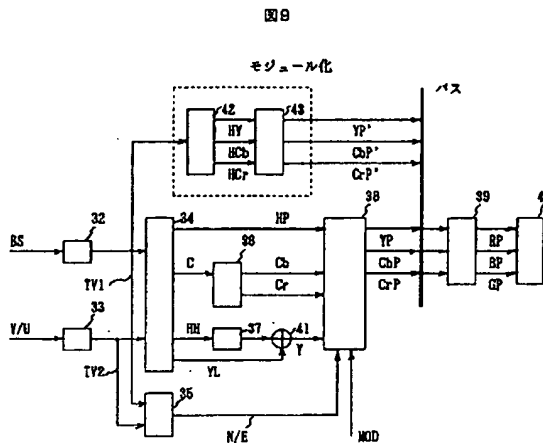 図9
モジュール化
バス
42
43
HY
HCb
HCr
YP'
CbP'
CrP'
BS
32
34
HP
38
YP
CbP
CrP
39
RP
BP
GP
TV1
C
38
Cb
Cr
V/U
33
HH
37
41
Y
YL
TV2
35
N/E
MOD